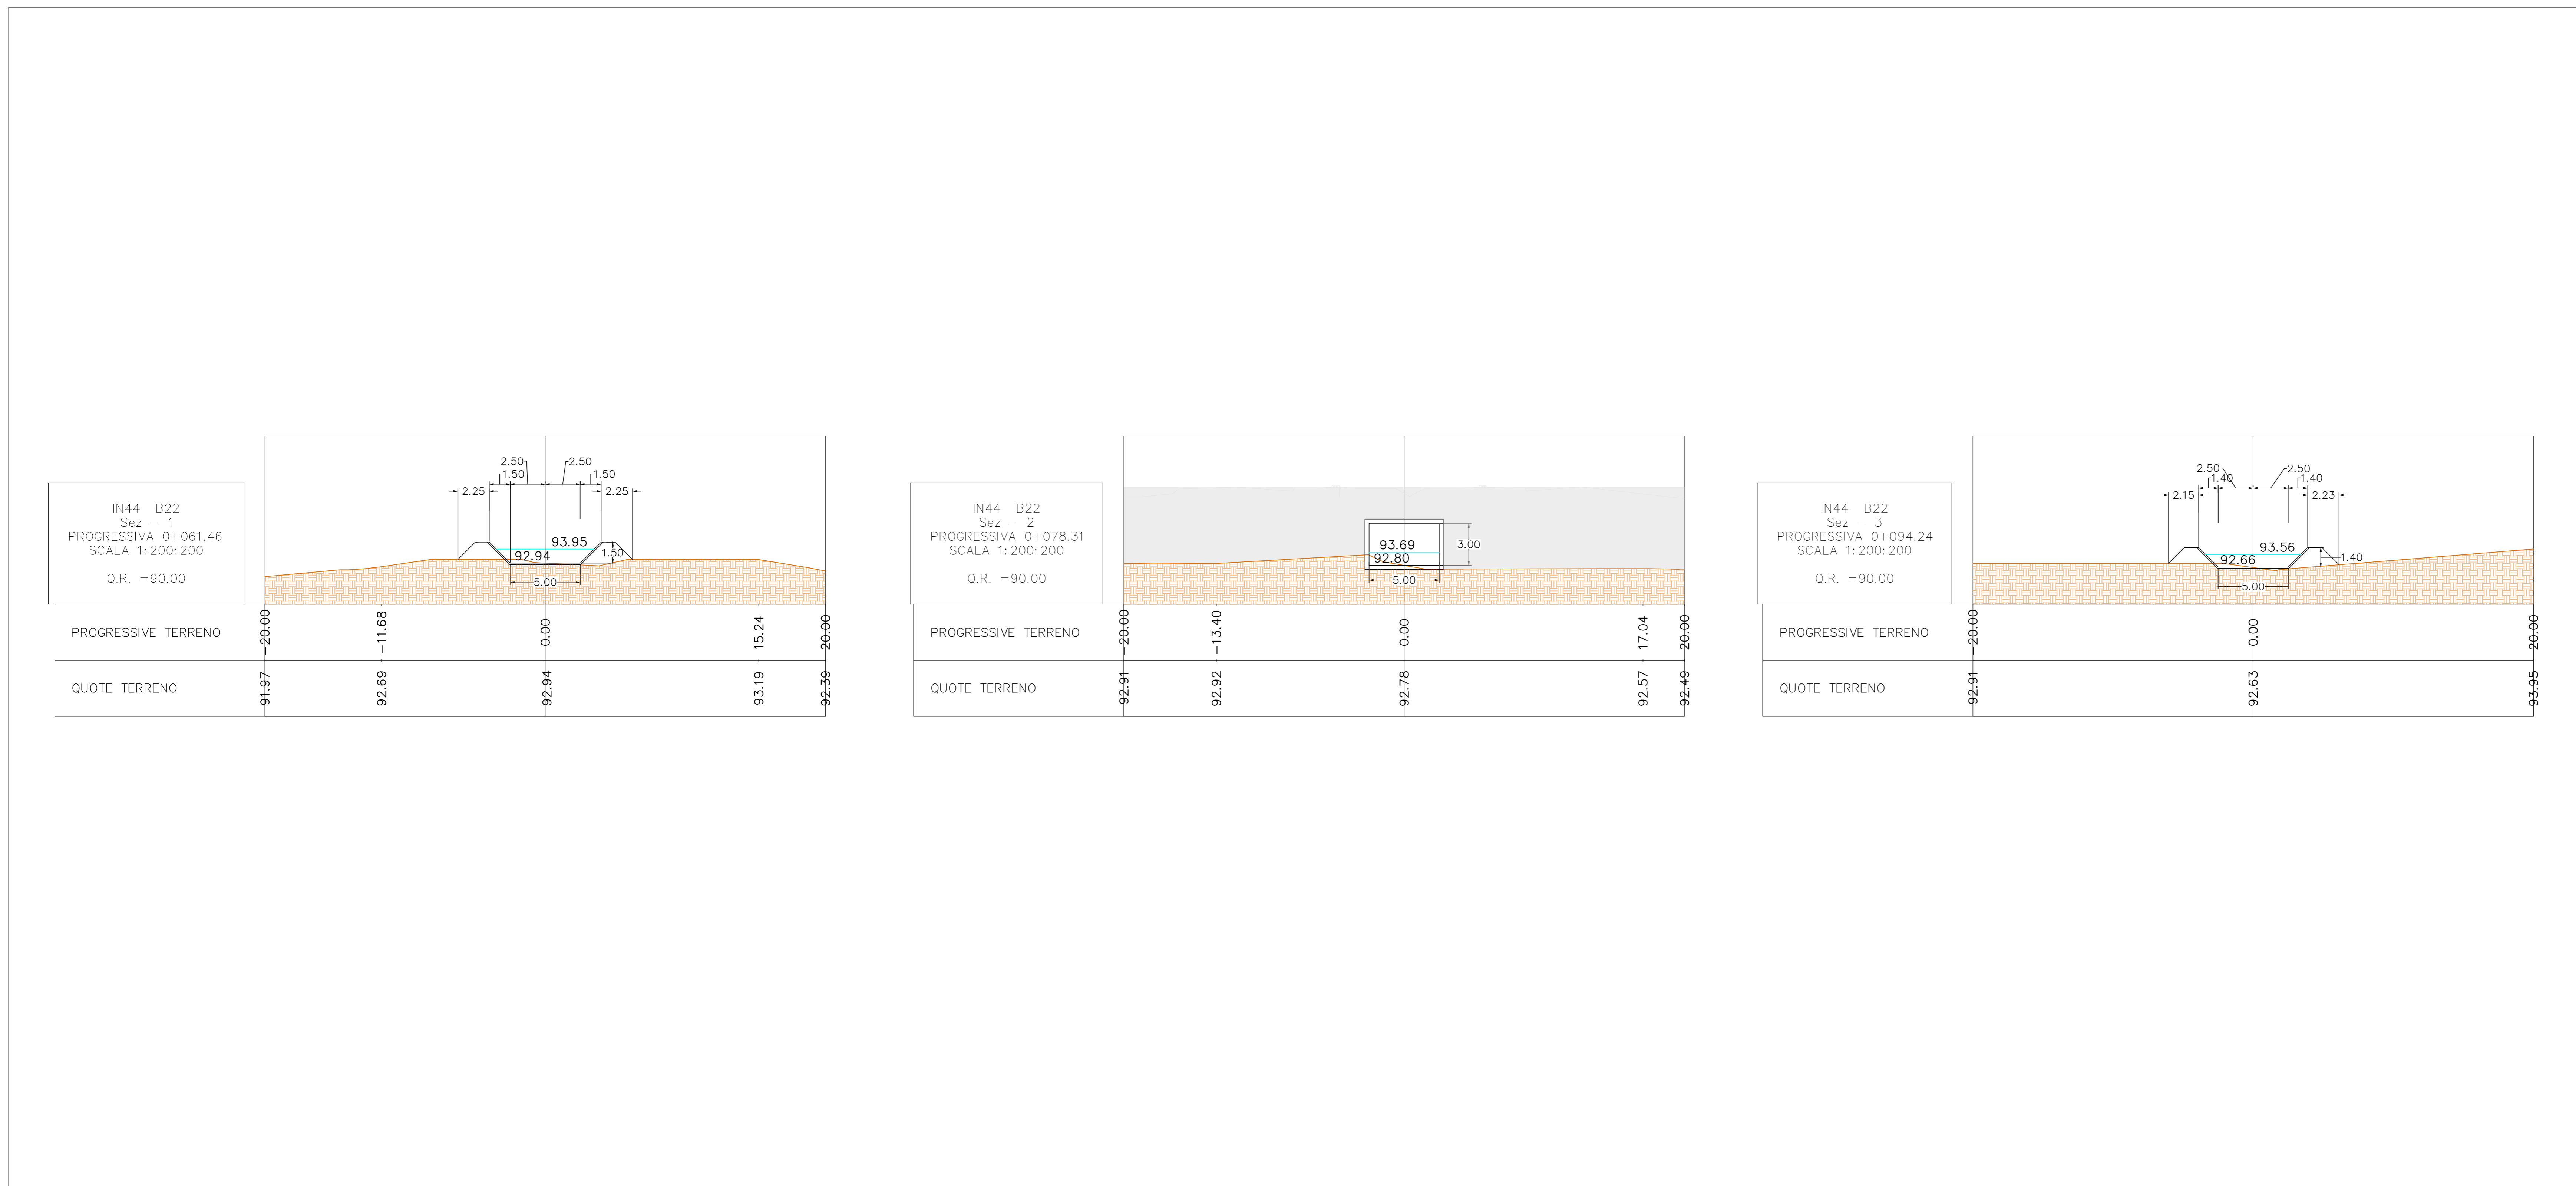 IN44 B22
Sez - 1
PROGRESSIVA 0+061.46
SCALA 1:200:200
Q.R. =90.00
2.50
2.50
1.50
1.50
2.25
2.25
93.95
92.94
1.50
5.00
PROGRESSIVE TERRENO
-20.00
-11.68
0.00
15.24
20.00
QUOTE TERRENO
91.97
92.69
92.94
93.19
92.39
IN44 B22
Sez - 2
PROGRESSIVA 0+078.31
SCALA 1:200:200
Q.R. =90.00
93.69
92.80
3.00
5.00
PROGRESSIVE TERRENO
-20.00
-13.40
0.00
17.04
20.00
QUOTE TERRENO
92.91
92.92
92.78
92.57
92.49
IN44 B22
Sez - 3
PROGRESSIVA 0+094.24
SCALA 1:200:200
Q.R. =90.00
2.50
2.50
1.40
1.40
2.15
2.23
93.56
92.66
1.40
5.00
PROGRESSIVE TERRENO
-20.00
0.00
20.00
QUOTE TERRENO
92.91
92.63
93.95